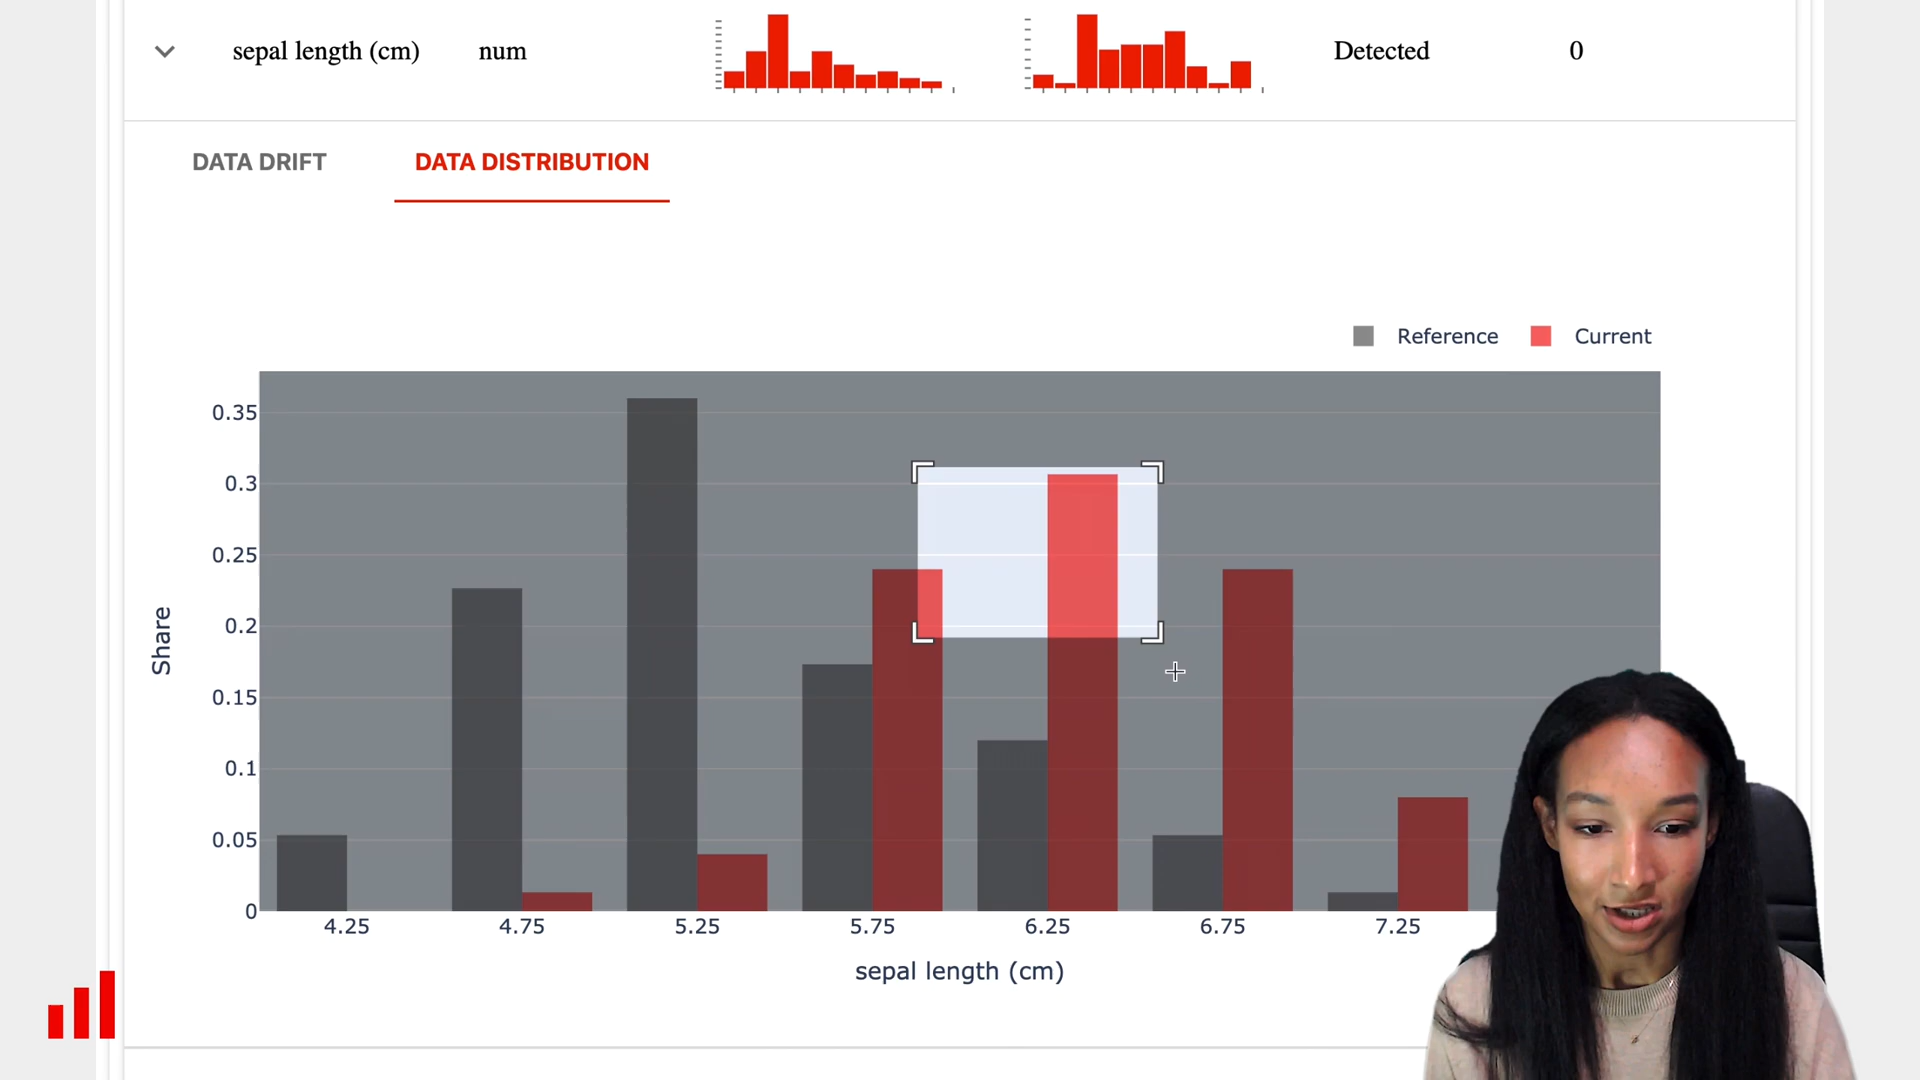 sepal length (cm) num Detected 0
DATA DRIFT DATA DISTRIBUTION
Reference Current
0.35
0.3
0.25
0.2
0.15
0.1
0.05
0
Share
4.25 4.75 5.25 5.75 6.25 6.75 7.25
sepal length (cm)